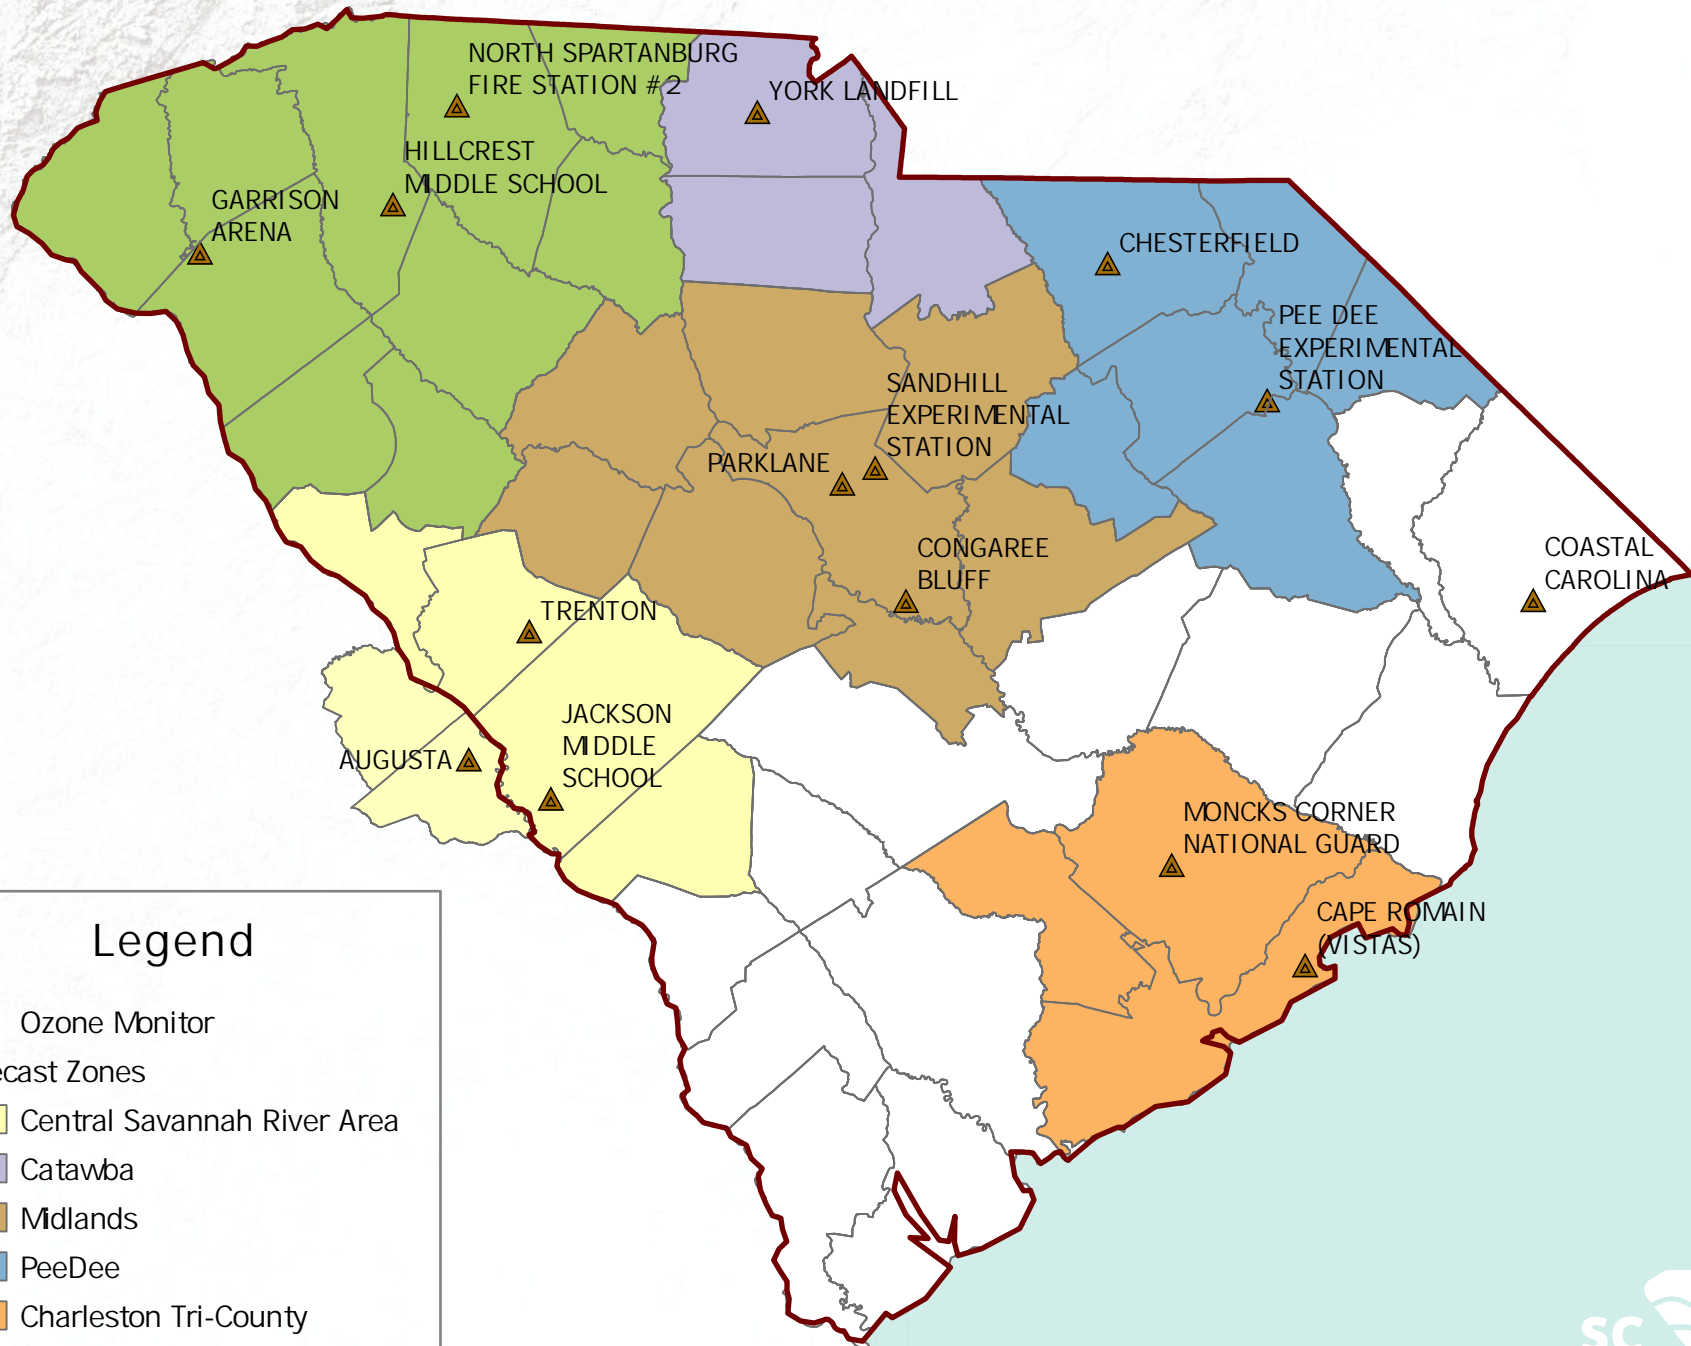 NORTH SPARTANBURG
FIRE STATION #2
YORK LANDFILL
HILLCREST
MIDDLE SCHOOL
GARRISON
ARENA
CHESTERFIELD
PEE DEE
EXPERIMENTAL
STATION
SANDHILL
EXPERIMENTAL
STATION
PARKLANE
CONGAREE
BLUFF
COASTAL
CAROLINA
TRENTON
JACKSON
MIDDLE
SCHOOL
AUGUSTA
MONCKS CORNER
NATIONAL GUARD
CAPE ROMAIN
(VISTAS)
Legend
Ozone Monitor
ecast Zones
Central Savannah River Area
Catawba
Midlands
PeeDee
Charleston Tri-County
sc